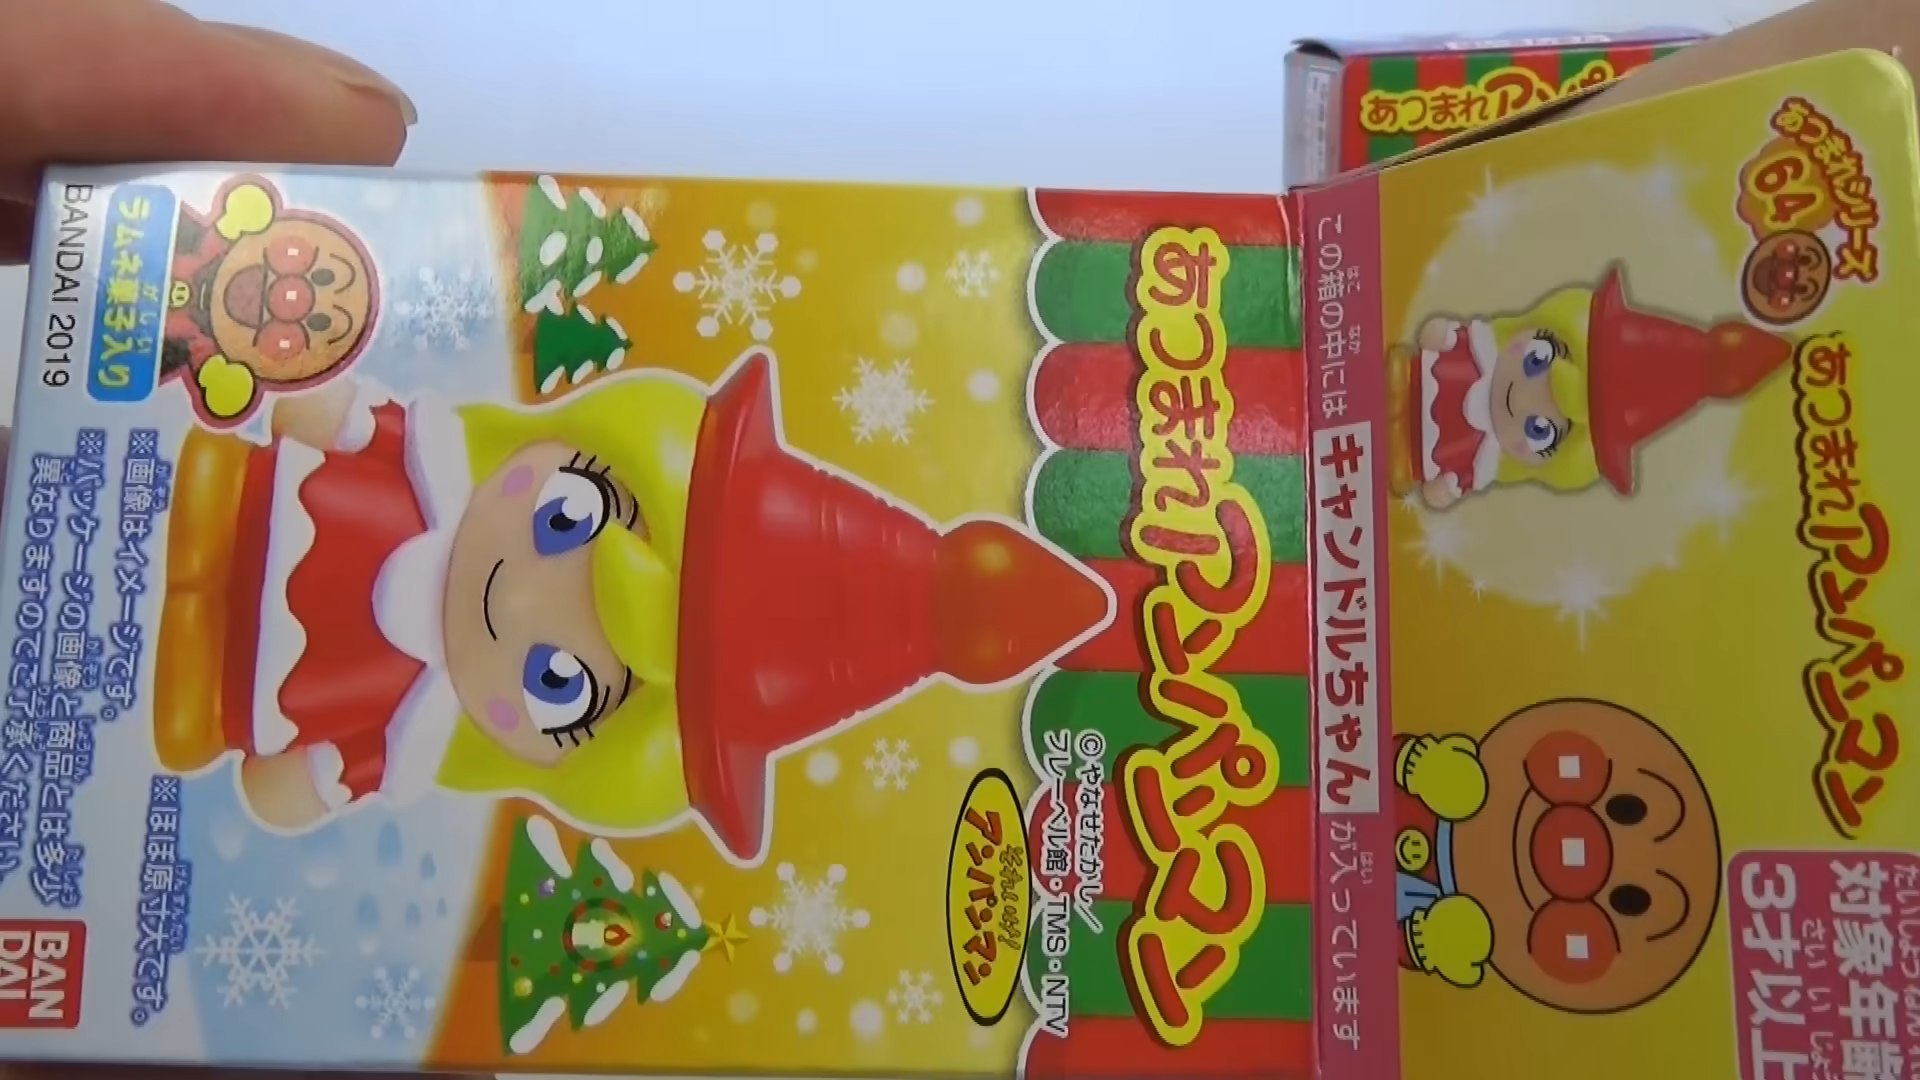 あつまれアンパ
あつまれシリーズ
64
あつまれアンパンマン
対象年齢
3才以上
この箱の中には キャンドルちゃん が入っています
あつまれアンパンマン
©やなせたかし/
フレーベル館・TMS・NTV
それいけ!
アンパンマン
ラムネ菓子入り
BANDAI 2019
※ほぼ原寸大です。
※画像はイメージです。
※パッケージの画像と商品とは多少
異なりますのでご了承ください
BAN
DAI